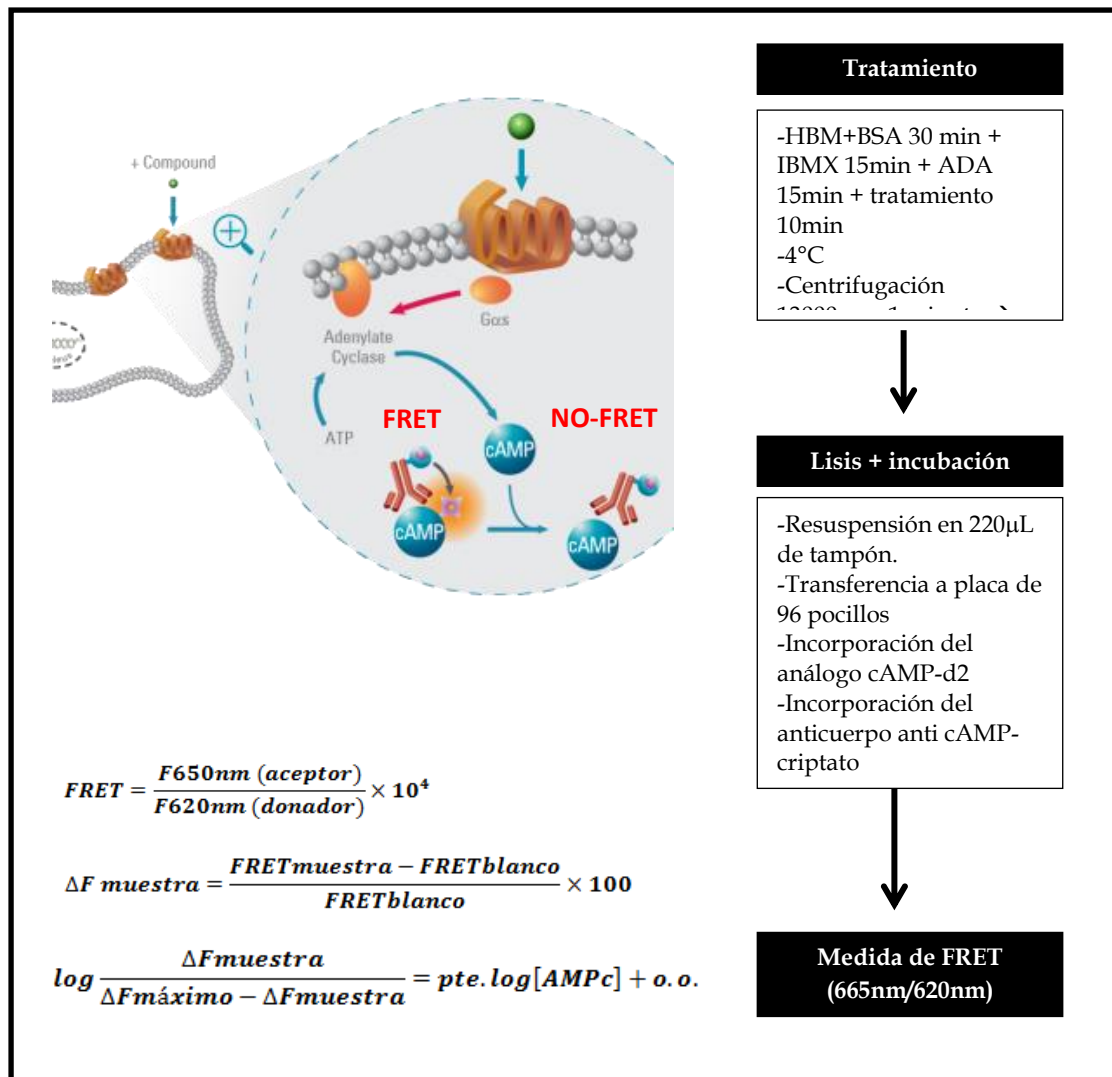 Tratamiento
-HBM+BSA 30 min +
IBMX 15min + ADA
15min + tratamiento
10min
-4°C
-Centrifugación
+ Compound
Gαs
Adenylate
Cyclase
ATP
FRET
NO-FRET
cAMP
cAMP
cAMP
Lisis + incubación
-Resuspensión en 220µL
de tampón.
-Transferencia a placa de
96 pocillos
-Incorporación del
análogo cAMP-d2
-Incorporación del
anticuerpo anti cAMP-
criptato
FRET = F650nm (aceptor) / F620nm (donador) × 10⁴
ΔF muestra = FRETmuestra − FRETblanco / FRETblanco × 100
log ΔFmuestra / ΔFmáximo − ΔFmuestra = pte.log[AMPc] + o.o.
Medida de FRET
(665nm/620nm)